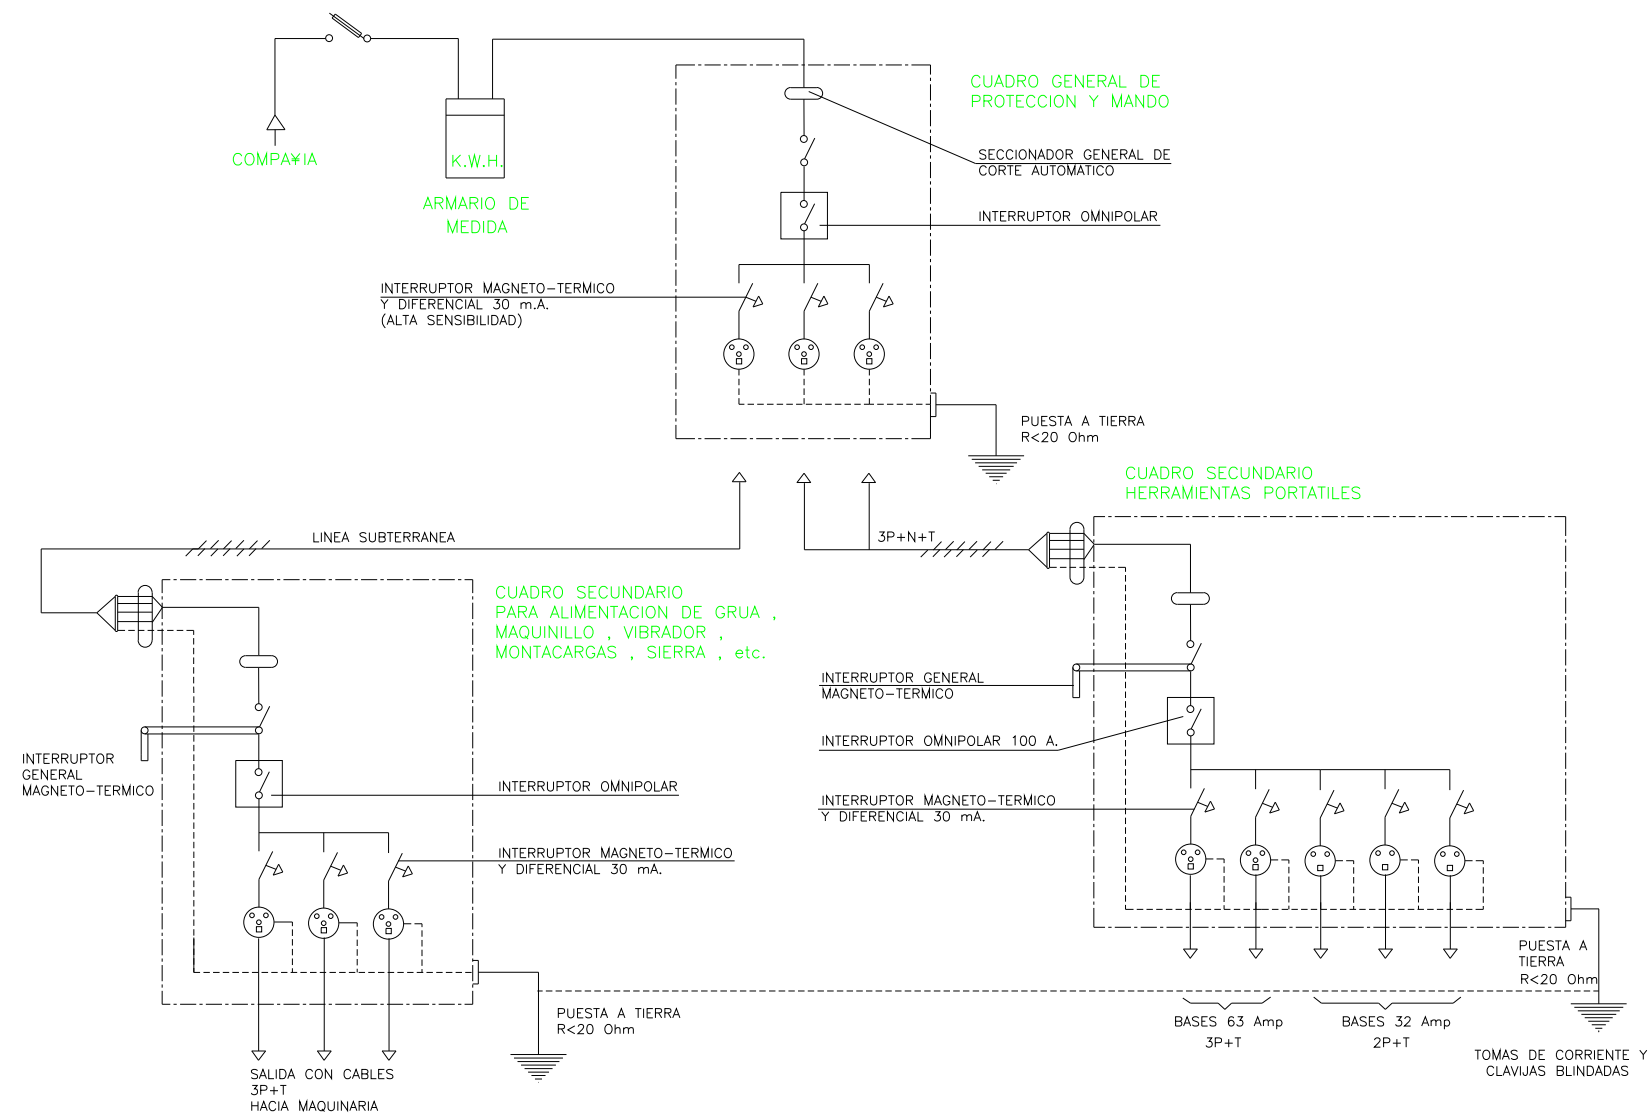 COMPA¥IA
K.W.H.
ARMARIO DE
MEDIDA
CUADRO GENERAL DE
PROTECCION Y MANDO
SECCIONADOR GENERAL DE
CORTE AUTOMATICO
INTERRUPTOR OMNIPOLAR
INTERRUPTOR MAGNETO-TERMICO
Y DIFERENCIAL 30 m.A.
(ALTA SENSIBILIDAD)
PUESTA A TIERRA
R<20 Ohm
CUADRO SECUNDARIO
HERRAMIENTAS PORTATILES
LINEA SUBTERRANEA
3P+N+T
CUADRO SECUNDARIO
PARA ALIMENTACION DE GRUA ,
MAQUINILLO , VIBRADOR ,
MONTACARGAS , SIERRA , etc.
INTERRUPTOR GENERAL
MAGNETO-TERMICO
INTERRUPTOR OMNIPOLAR 100 A.
INTERRUPTOR MAGNETO-TERMICO
Y DIFERENCIAL 30 mA.
INTERRUPTOR
GENERAL
MAGNETO-TERMICO
INTERRUPTOR OMNIPOLAR
INTERRUPTOR MAGNETO-TERMICO
Y DIFERENCIAL 30 mA.
PUESTA A
TIERRA
R<20 Ohm
PUESTA A TIERRA
R<20 Ohm
BASES 63 Amp
3P+T
BASES 32 Amp
2P+T
TOMAS DE CORRIENTE Y
CLAVIJAS BLINDADAS
SALIDA CON CABLES
3P+T
HACIA MAQUINARIA